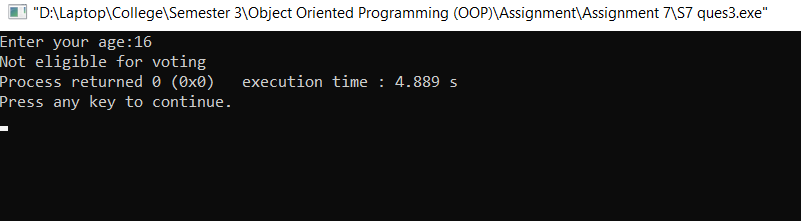 "D:\Laptop\College\Semester 3\Object Oriented Programming (OOP)\Assignment\Assignment 7\S7 ques3.exe"
Enter your age:16
Not eligible for voting
Process returned 0 (0x0)   execution time : 4.889 s
Press any key to continue.